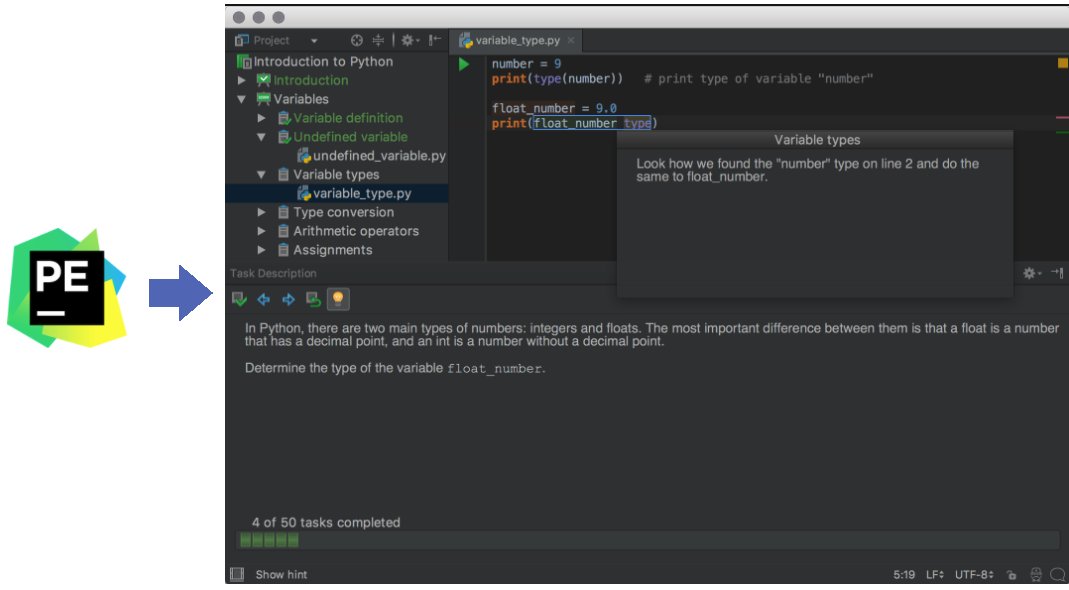 PE
Project
variable_type.py
Introduction to Python
Introduction
Variables
Variable definition
Undefined variable
undefined_variable.py
Variable types
variable_type.py
Type conversion
Arithmetic operators
Assignments
number = 9
print(type(number))   # print type of variable "number"
float_number = 9.0
print(float_number type)
Variable types
Look how we found the "number" type on line 2 and do the
same to float_number.
Task Description
In Python, there are two main types of numbers: integers and floats. The most important difference between them is that a float is a number
that has a decimal point, and an int is a number without a decimal point.
Determine the type of the variable float_number.
4 of 50 tasks completed
Show hint
5:19 LF UTF-8